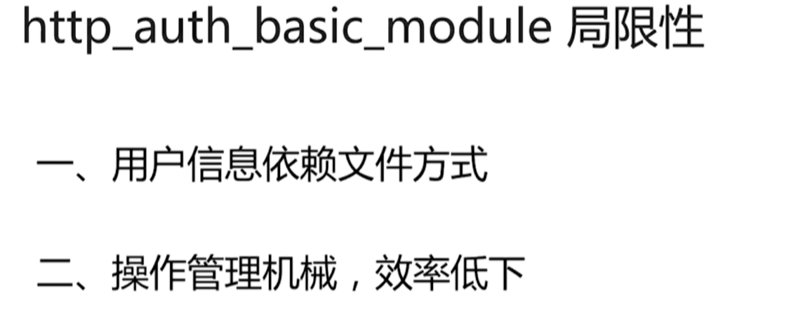 http_auth_basic_module 局限性
一、用户信息依赖文件方式
二、操作管理机械，效率低下